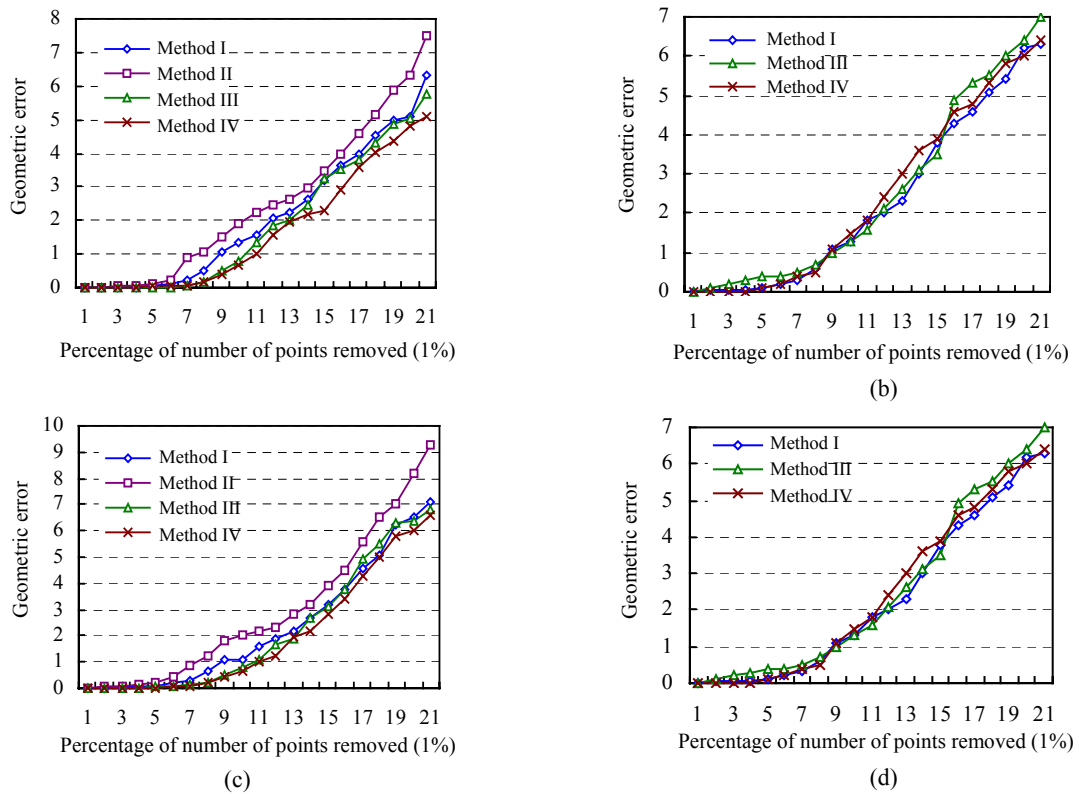 8
7
6
5
4
3
2
1
0
Geometric error
Method I
Method II
Method III
Method IV
1 3 5 7 9 11 13 15 17 19 21
Percentage of number of points removed (1%)
7
6
5
4
3
2
1
0
Geometric error
Method I
Method III
Method IV
1 3 5 7 9 11 13 15 17 19 21
Percentage of number of points removed (1%)
(b)
10
9
8
7
6
5
4
3
2
1
0
Geometric error
Method I
Method II
Method III
Method IV
1 3 5 7 9 11 13 15 17 19 21
Percentage of number of points removed (1%)
(c)
7
6
5
4
3
2
1
0
Geometric error
Method I
Method III
Method IV
1 3 5 7 9 11 13 15 17 19 21
Percentage of number of points removed (1%)
(d)